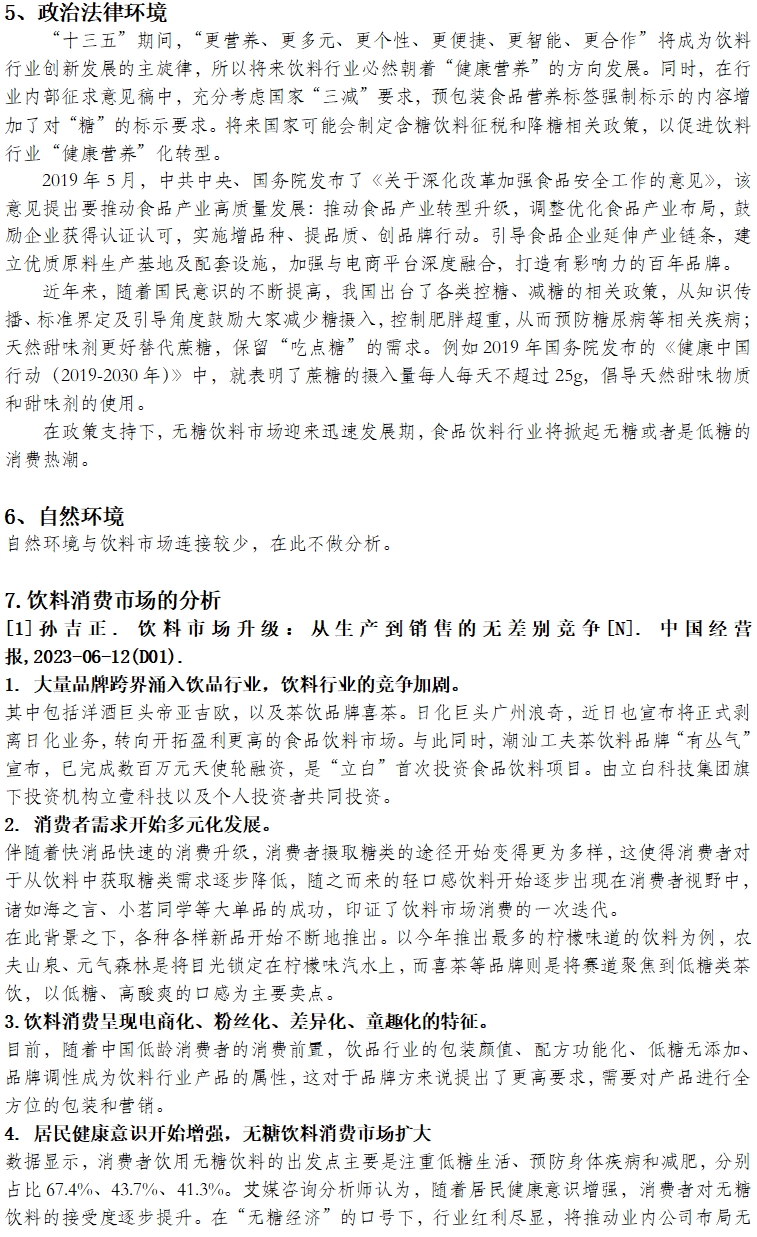 5、政治法律环境
“十三五”期间，“更营养、更多元、更个性、更便捷、更智能、更合作”将成为饮料
行业创新发展的主旋律，所以将来饮料行业必然朝着“健康营养”的方向发展。同时，在行
业内部征求意见稿中，充分考虑国家“三减”要求，预包装食品营养标签强制标示的内容增
加了对“糖”的标示要求。将来国家可能会制定含糖饮料征税和降糖相关政策，以促进饮料
行业“健康营养”化转型。
2019 年 5 月，中共中央、国务院发布了《关于深化改革加强食品安全工作的意见》，该
意见提出要推动食品产业高质量发展：推动食品产业转型升级，调整优化食品产业布局，鼓
励企业获得认证认可，实施增品种、提品质、创品牌行动。引导食品企业延伸产业链条，建
立优质原料生产基地及配套设施，加强与电商平台深度融合，打造有影响力的百年品牌。
近年来，随着国民意识的不断提高，我国出台了各类控糖、减糖的相关政策，从知识传
播、标准界定及引导角度鼓励大家减少糖摄入，控制肥胖超重，从而预防糖尿病等相关疾病；
天然甜味剂更好替代蔗糖，保留“吃点糖”的需求。例如 2019 年国务院发布的《健康中国
行动（2019-2030 年）》中，就表明了蔗糖的摄入量每人每天不超过 25g，倡导天然甜味物质
和甜味剂的使用。
在政策支持下，无糖饮料市场迎来迅速发展期，食品饮料行业将掀起无糖或者是低糖的
消费热潮。
6、自然环境
自然环境与饮料市场连接较少，在此不做分析。
7.饮料消费市场的分析
[1]孙吉正. 饮料市场升级：从生产到销售的无差别竞争[N]. 中国经营
报,2023-06-12(D01).
1. 大量品牌跨界涌入饮品行业，饮料行业的竞争加剧。
其中包括洋酒巨头帝亚吉欧，以及茶饮品牌喜茶。日化巨头广州浪奇，近日也宣布将正式剥
离日化业务，转向开拓盈利更高的食品饮料市场。与此同时，潮汕工夫茶饮料品牌“有丛气”
宣布，已完成数百万元天使轮融资，是“立白”首次投资食品饮料项目。由立白科技集团旗
下投资机构立壹科技以及个人投资者共同投资。
2. 消费者需求开始多元化发展。
伴随着快消品快速的消费升级，消费者摄取糖类的途径开始变得更为多样，这使得消费者对
于从饮料中获取糖类需求逐步降低，随之而来的轻口感饮料开始逐步出现在消费者视野中，
诸如海之言、小茗同学等大单品的成功，印证了饮料市场消费的一次迭代。
在此背景之下，各种各样新品开始不断地推出。以今年推出最多的柠檬味道的饮料为例，农
夫山泉、元气森林是将目光锁定在柠檬味汽水上，而喜茶等品牌则是将赛道聚焦到低糖类茶
饮，以低糖、高酸爽的口感为主要卖点。
3.饮料消费呈现电商化、粉丝化、差异化、童趣化的特征。
目前，随着中国低龄消费者的消费前置，饮品行业的包装颜值、配方功能化、低糖无添加、
品牌调性成为饮料行业产品的属性，这对于品牌方来说提出了更高要求，需要对产品进行全
方位的包装和营销。
4. 居民健康意识开始增强，无糖饮料消费市场扩大
数据显示，消费者饮用无糖饮料的出发点主要是注重低糖生活、预防身体疾病和减肥，分别
占比 67.4%、43.7%、41.3%。艾媒咨询分析师认为，随着居民健康意识增强，消费者对无糖
饮料的接受度逐步提升。在“无糖经济”的口号下，行业红利尽显，将推动业内公司布局无